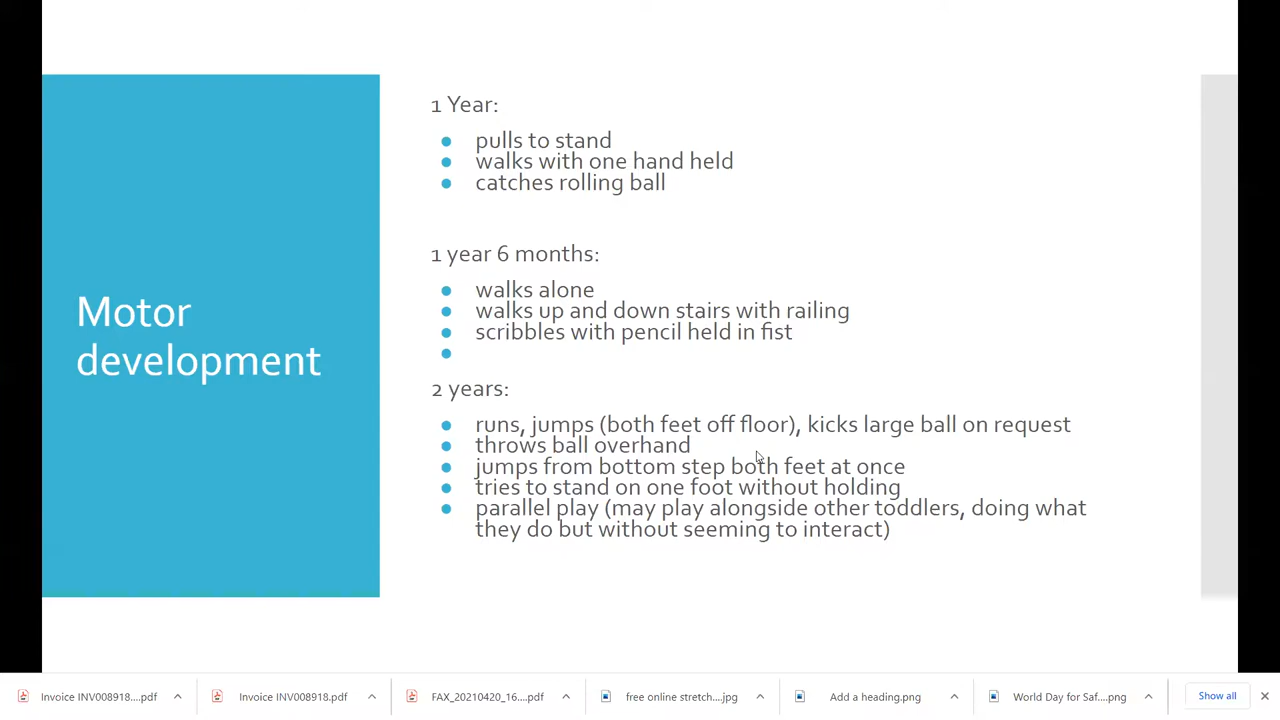 Motor
development
1 Year:
pulls to stand
walks with one hand held
catches rolling ball
1 year 6 months:
walks alone
walks up and down stairs with railing
scribbles with pencil held in fist
2 years:
runs, jumps (both feet off floor), kicks large ball on request
throws ball overhand
jumps from bottom step both feet at once
tries to stand on one foot without holding
parallel play (may play alongside other toddlers, doing what
they do but without seeming to interact)
Invoice INV008918....pdf
Invoice INV008918.pdf
FAX_20210420_16....pdf
free online stretch....jpg
Add a heading.png
World Day for Saf....png
Show all